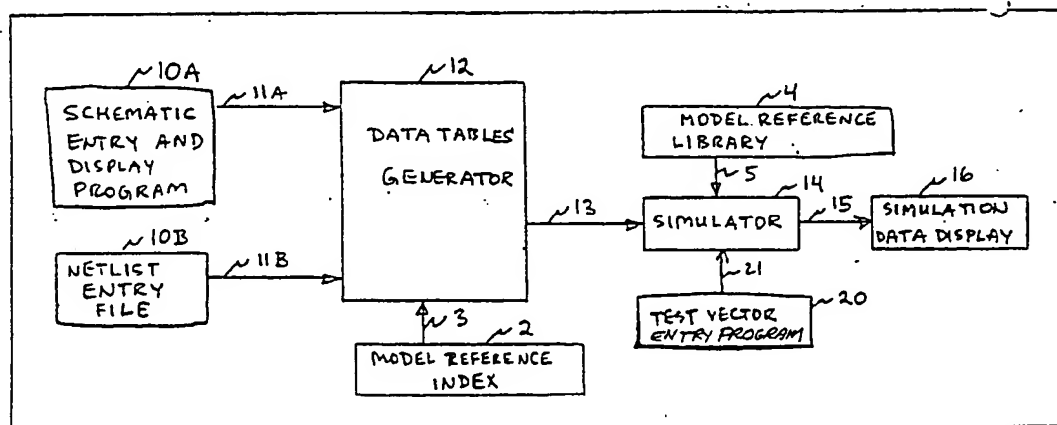 10A
SCHEMATIC
ENTRY AND
DISPLAY
PROGRAM
11A
10B
NETLIST
ENTRY
FILE
11B
12
DATA TABLES
GENERATOR
3
2
MODEL REFERENCE
INDEX
13
4
MODEL REFERENCE
LIBRARY
5
14
SIMULATOR
15
16
SIMULATION
DATA DISPLAY
21
20
TEST VECTOR
ENTRY PROGRAM